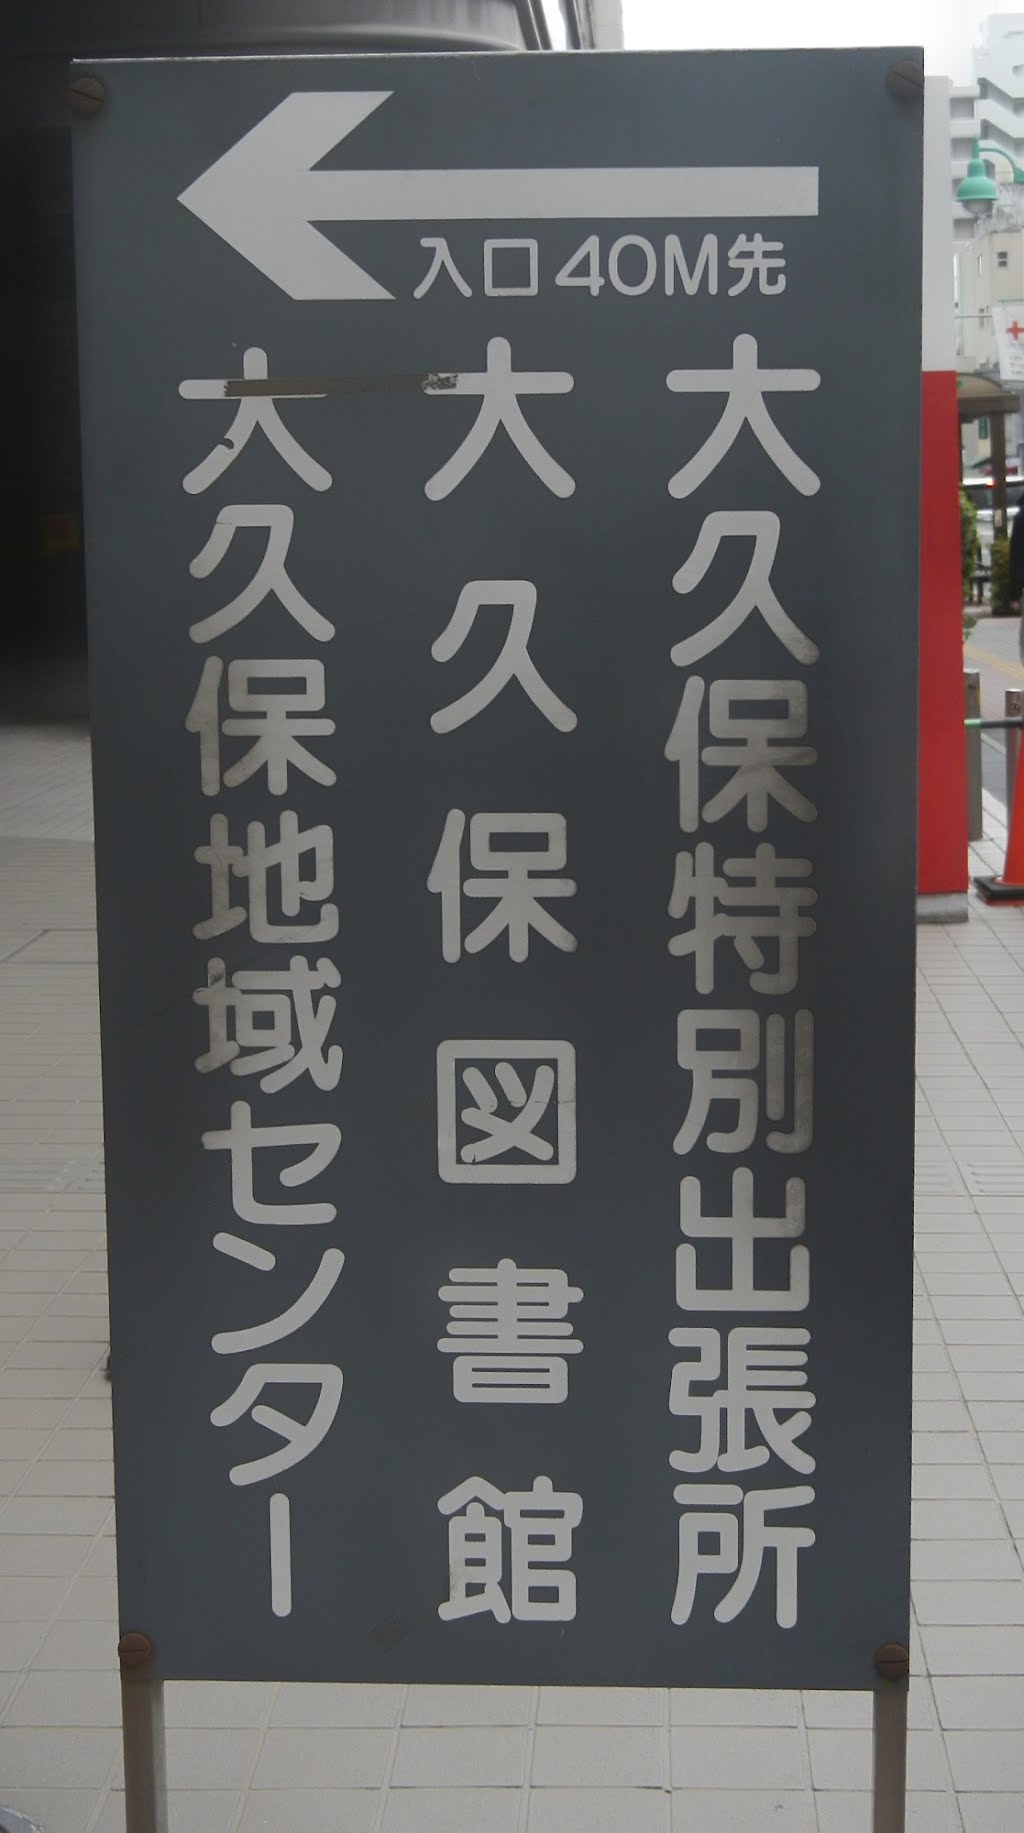 入口40M先
大久保特別出張所
大久保図書館
大久保地域センター